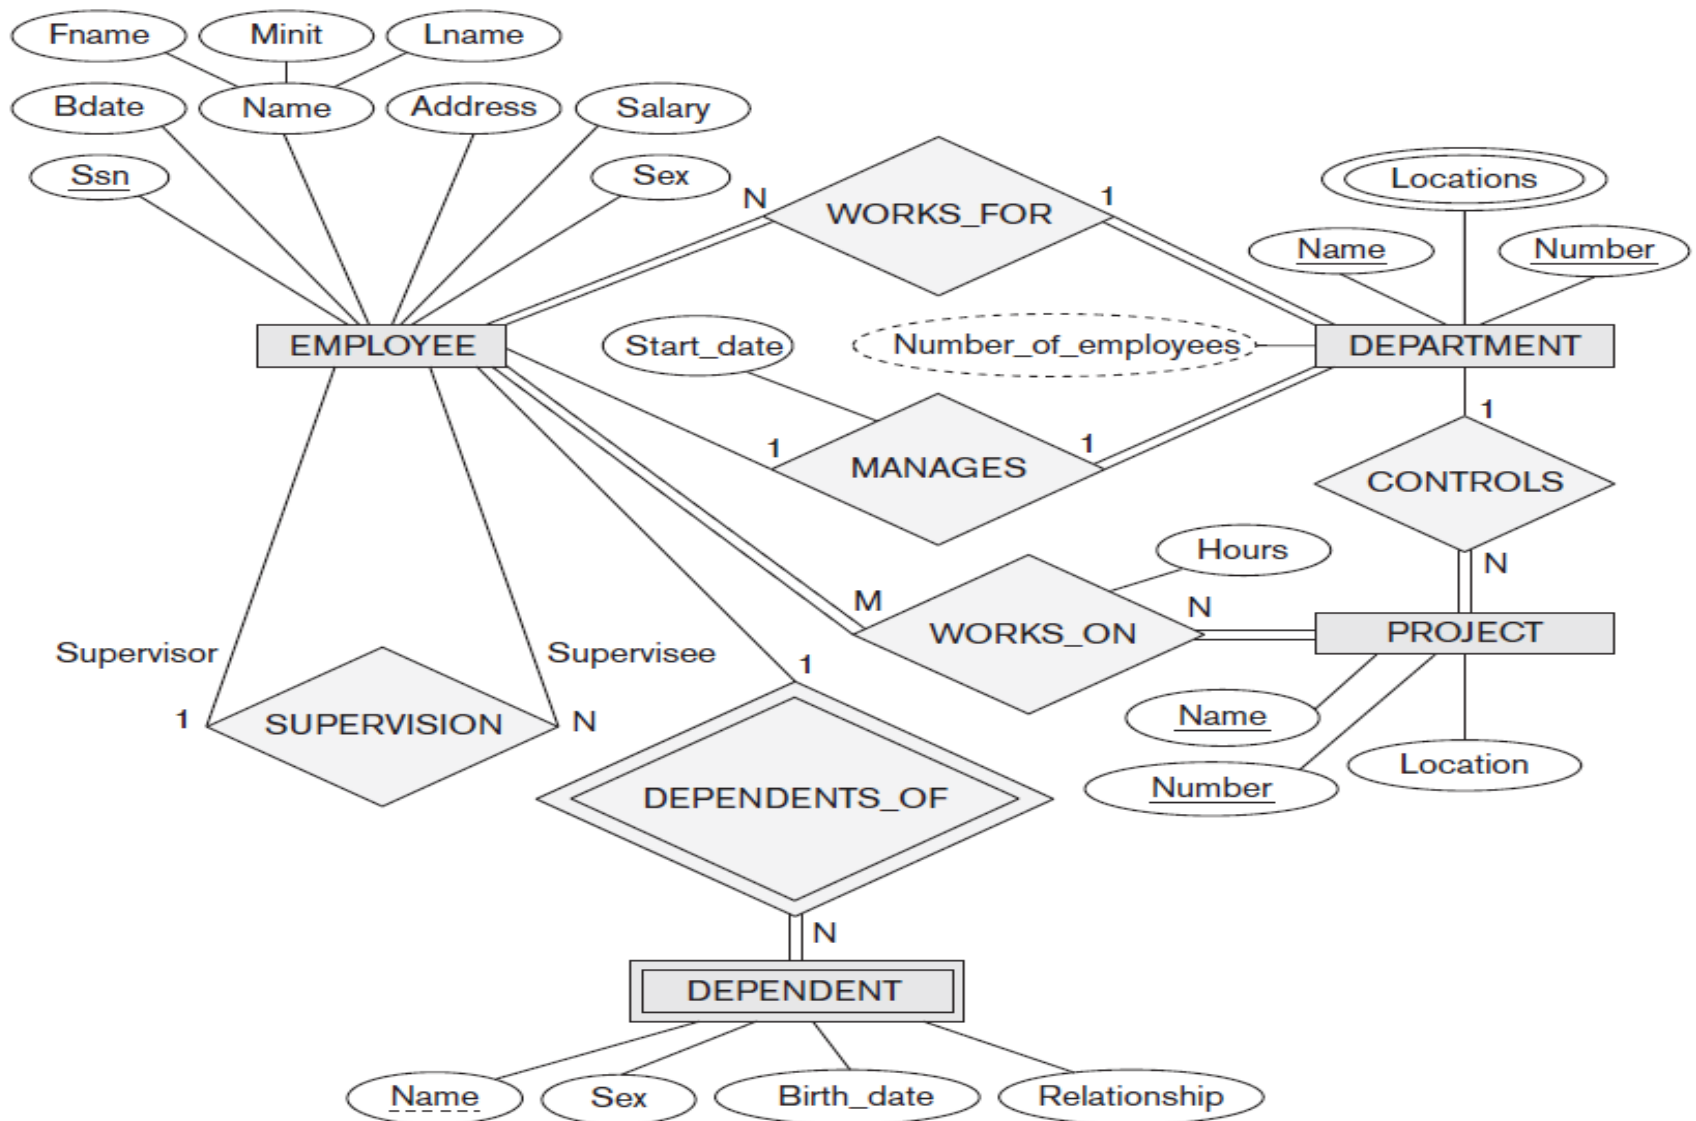 Fname
Minit
Lname
Bdate
Name
Address
Salary
Ssn
Sex
N
WORKS_FOR
1
Locations
Name
Number
EMPLOYEE
Start_date
Number_of_employees
DEPARTMENT
1
MANAGES
1
1
CONTROLS
N
Hours
M
WORKS_ON
N
PROJECT
Supervisor
Supervisee
1
1
SUPERVISION
N
Name
Number
Location
DEPENDENTS_OF
N
DEPENDENT
Name
Sex
Birth_date
Relationship